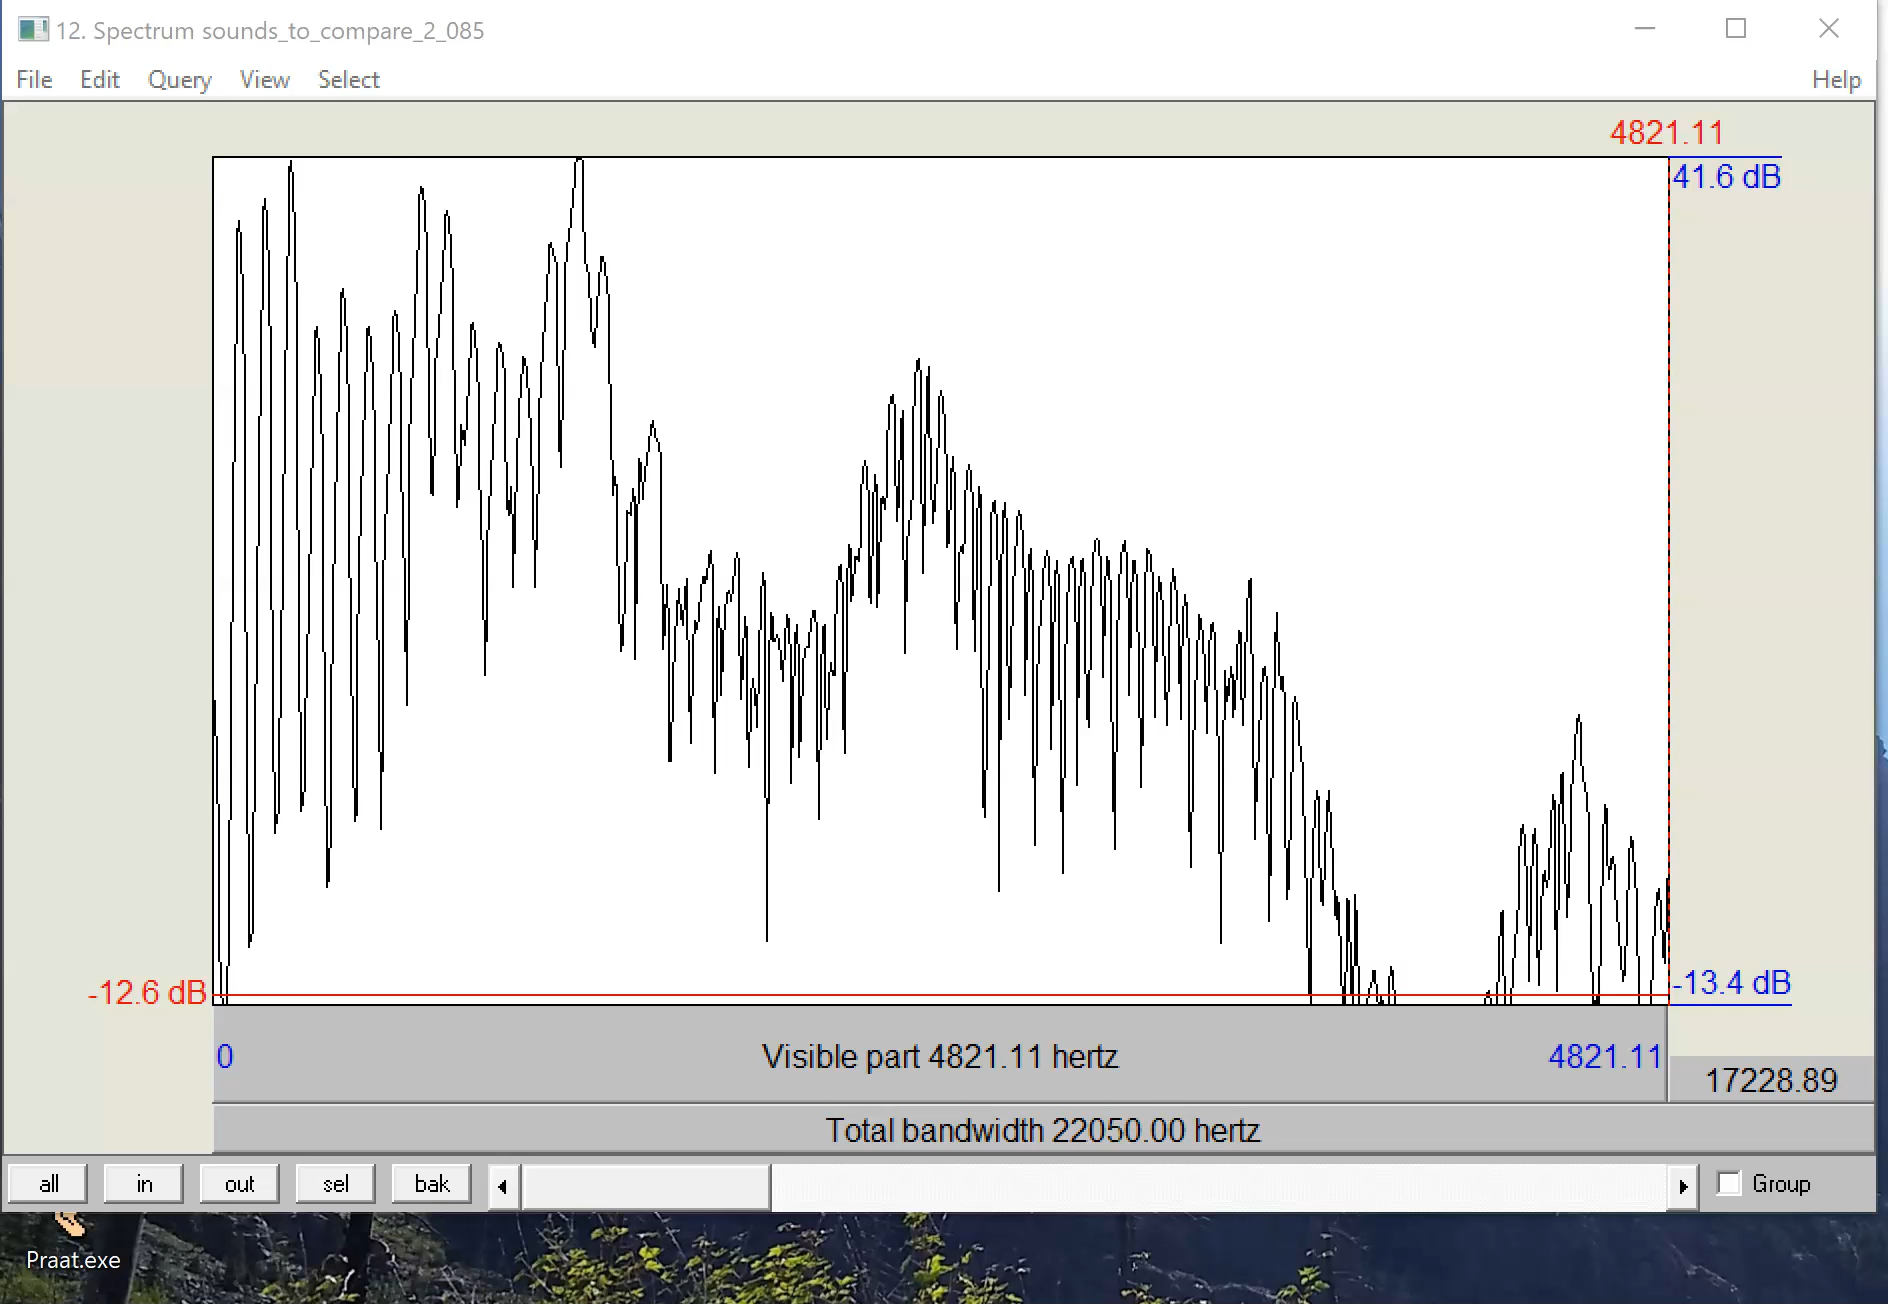 12. Spectrum sounds_to_compare_2_085
File Edit Query View Select Help
4821.11
41.6 dB
-12.6 dB
-13.4 dB
0 Visible part 4821.11 hertz 4821.11
17228.89
Total bandwidth 22050.00 hertz
all in out sel bak Group
Praat.exe